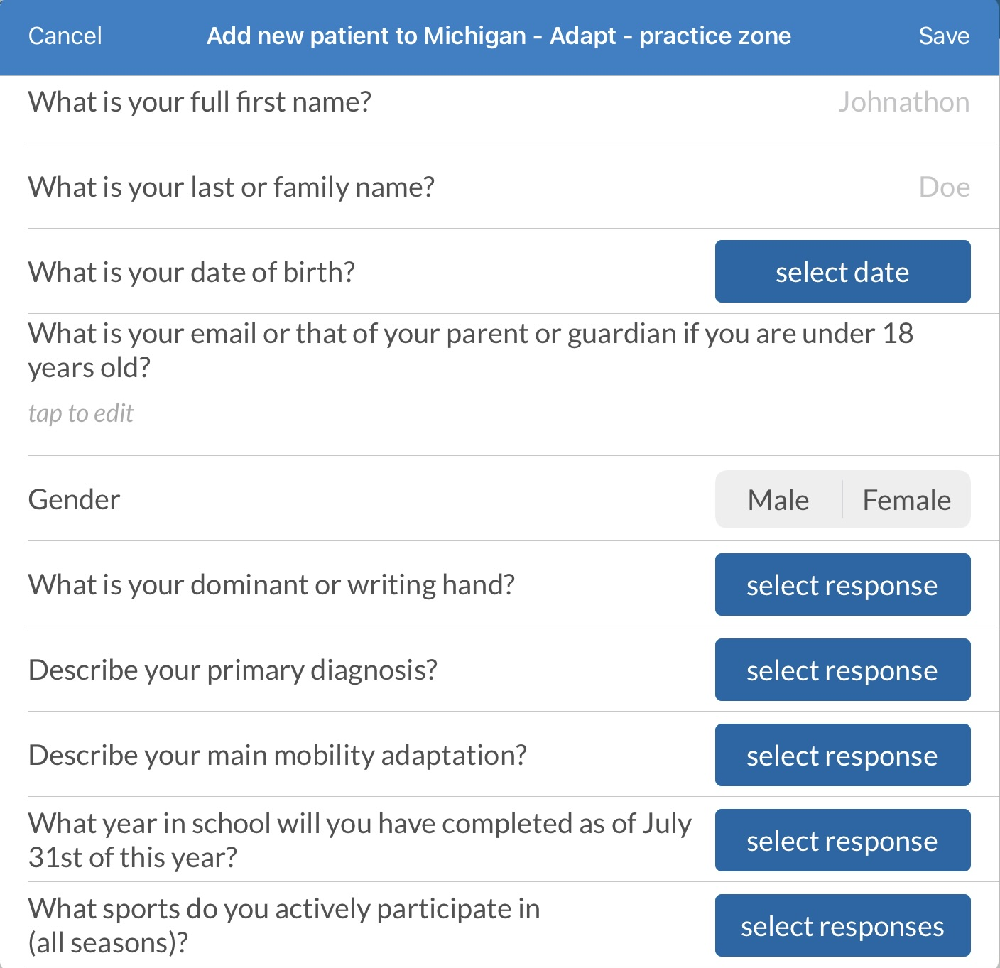 Cancel
Add new patient to Michigan - Adapt - practice zone
Save
What is your full first name?
Johnathon
What is your last or family name?
Doe
What is your date of birth?
select date
What is your email or that of your parent or guardian if you are under 18
years old?
tap to edit
Gender
Male
Female
What is your dominant or writing hand?
select response
Describe your primary diagnosis?
select response
Describe your main mobility adaptation?
select response
What year in school will you have completed as of July
31st of this year?
select response
What sports do you actively participate in
(all seasons)?
select responses